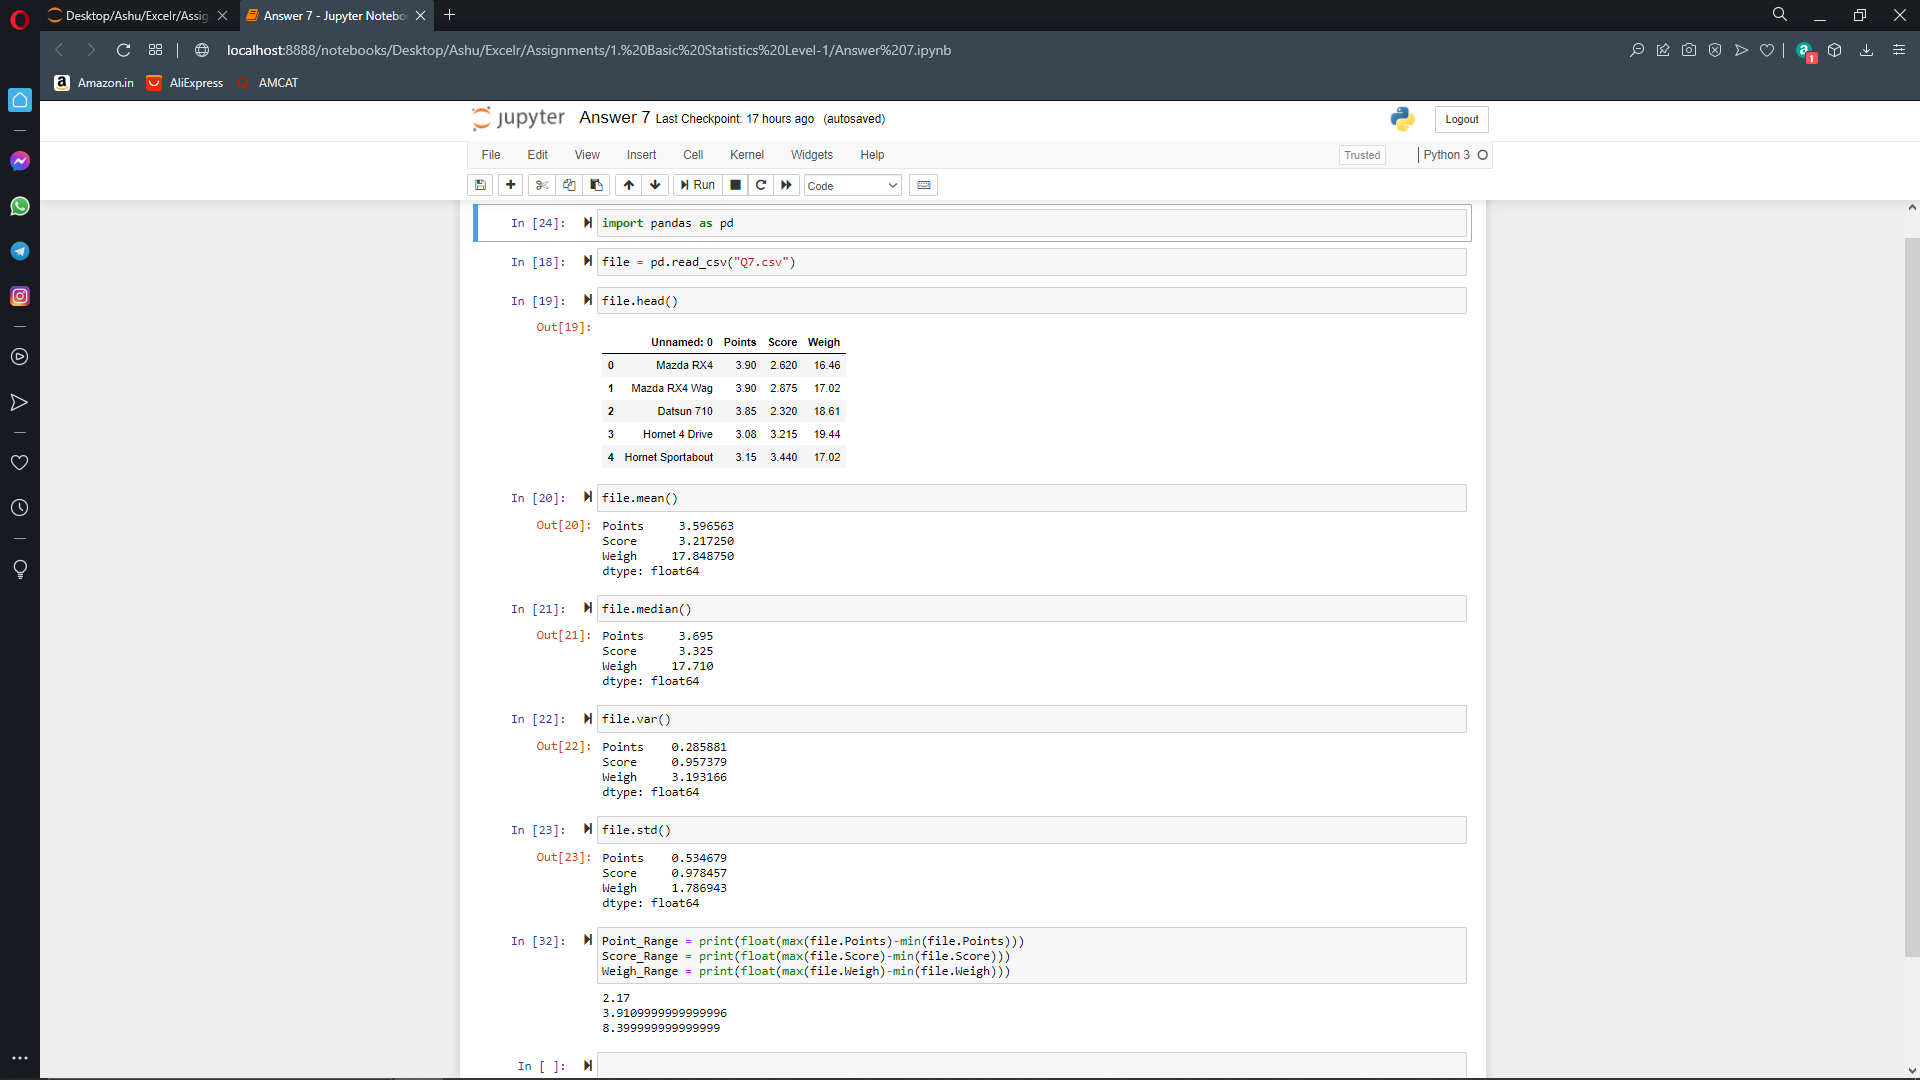 Desktop/Ashu/Excelr/Assig
Answer 7 - Jupyter Notebo
localhost:8888/notebooks/Desktop/Ashu/Excelr/Assignments/1.%20Basic%20Statistics%20Level-1/Answer%207.ipynb
1
a Amazon.in AliExpress AMCAT
jupyter Answer 7 Last Checkpoint: 17 hours ago (autosaved)
Logout
File Edit View Insert Cell Kernel Widgets Help
Trusted Python 3
Run Code
In [24]: import pandas as pd
In [18]: file = pd.read_csv("Q7.csv")
In [19]: file.head()
Out[19]:
Unnamed: 0 Points Score Weigh
0 Mazda RX4 3.90 2.620 16.46
1 Mazda RX4 Wag 3.90 2.875 17.02
2 Datsun 710 3.85 2.320 18.61
3 Hornet 4 Drive 3.08 3.215 19.44
4 Hornet Sportabout 3.15 3.440 17.02
In [20]: file.mean()
Out[20]: Points 3.596563
Score 3.217250
Weigh 17.848750
dtype: float64
In [21]: file.median()
Out[21]: Points 3.695
Score 3.325
Weigh 17.710
dtype: float64
In [22]: file.var()
Out[22]: Points 0.285881
Score 0.957379
Weigh 3.193166
dtype: float64
In [23]: file.std()
Out[23]: Points 0.534679
Score 0.978457
Weigh 1.786943
dtype: float64
In [32]: Point_Range = print(float(max(file.Points)-min(file.Points)))
Score_Range = print(float(max(file.Score)-min(file.Score)))
Weigh_Range = print(float(max(file.Weigh)-min(file.Weigh)))
2.17
3.9109999999999996
8.399999999999999
In [ ]: